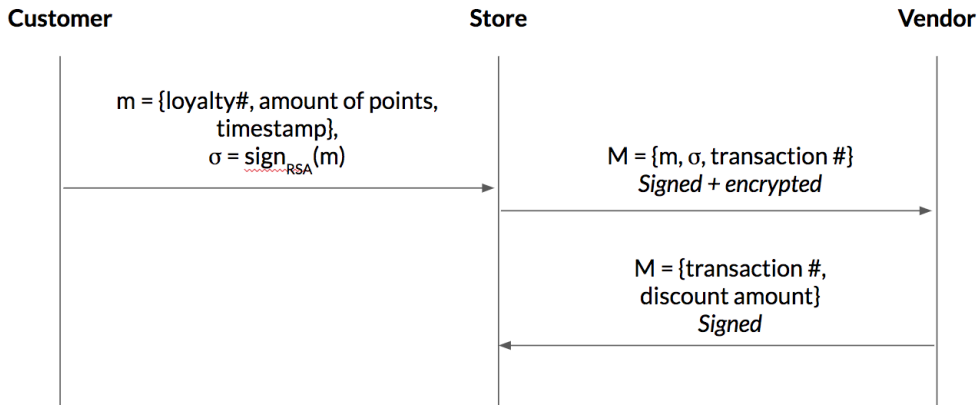 Customer
Store
Vendor
m = {loyalty#, amount of points,
timestamp},
σ = sign_RSA(m)
M = {m, σ, transaction #}
Signed + encrypted
M = {transaction #,
discount amount}
Signed